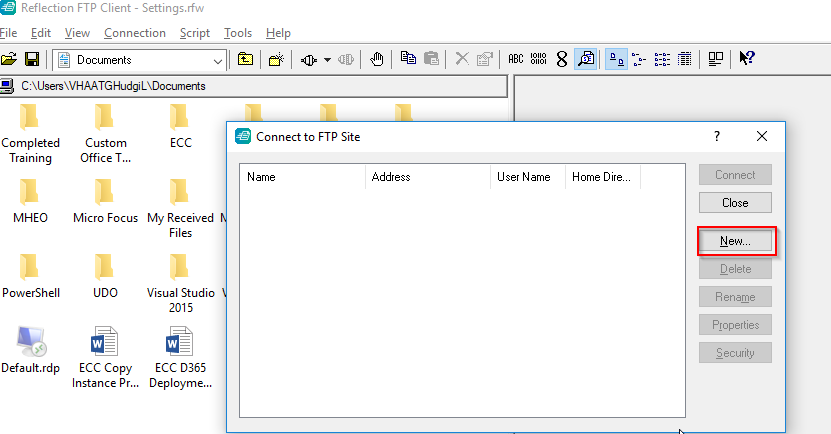 Reflection FTP Client - Settings.rfw
File Edit View Connection Script Tools Help
Documents
ABC
C:\Users\VHAATGHudgiL\Documents
Completed
Training
Custom
Office T...
ECC
MHEO
Micro Focus
My Received
Files
PowerShell
UDO
Visual Studio
2015
Default.rdp
ECC Copy
Instance Pr...
ECC D365
Deployme...
Connect to FTP Site
?
Name Address User Name Home Dire...
Connect
Close
New...
Delete
Rename
Properties
Security